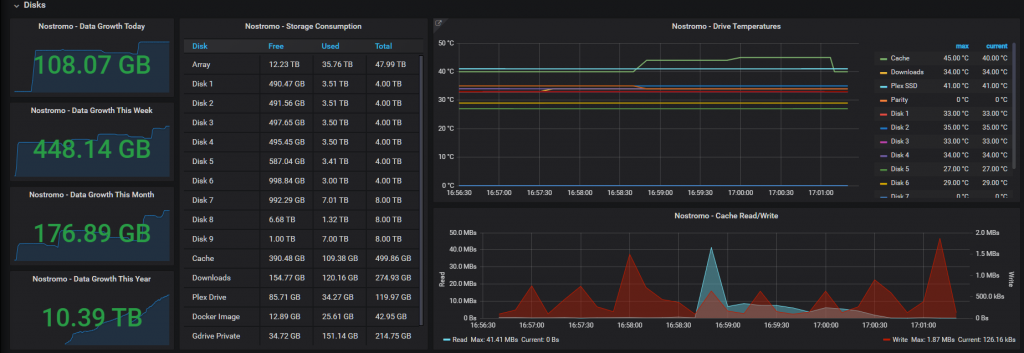 Disks
Nostromo - Data Growth Today
108.07 GB
Nostromo - Data Growth This Week
448.14 GB
Nostromo - Data Growth This Month
176.89 GB
Nostromo - Data Growth This Year
10.39 TB
Nostromo - Storage Consumption
Disk Free Used Total
Array 12.23 TB 35.76 TB 47.99 TB
Disk 1 490.47 GB 3.51 TB 4.00 TB
Disk 2 491.56 GB 3.51 TB 4.00 TB
Disk 3 497.65 GB 3.50 TB 4.00 TB
Disk 4 495.45 GB 3.50 TB 4.00 TB
Disk 5 587.04 GB 3.41 TB 4.00 TB
Disk 6 998.84 GB 3.00 TB 4.00 TB
Disk 7 992.29 GB 7.01 TB 8.00 TB
Disk 8 6.68 TB 1.32 TB 8.00 TB
Disk 9 1.00 TB 7.00 TB 8.00 TB
Cache 390.48 GB 109.38 GB 499.86 GB
Downloads 154.77 GB 120.16 GB 274.93 GB
Plex Drive 85.71 GB 34.27 GB 119.97 GB
Docker Image 12.89 GB 25.61 GB 42.95 GB
Gdrive Private 34.72 GB 151.14 GB 214.75 GB
Nostromo - Drive Temperatures
50 °C
40 °C
30 °C
20 °C
10 °C
0 °C
16:56:30 16:57:00 16:57:30 16:58:00 16:58:30 16:59:00 16:59:30 17:00:00 17:00:30 17:01:00
max current
Cache 45.00 °C 40.00 °C
Downloads 34.00 °C 34.00 °C
Plex SSD 41.00 °C 41.00 °C
Parity 0 °C 0 °C
Disk 1 33.00 °C 33.00 °C
Disk 2 35.00 °C 35.00 °C
Disk 3 33.00 °C 33.00 °C
Disk 4 34.00 °C 34.00 °C
Disk 5 27.00 °C 27.00 °C
Disk 6 29.00 °C 29.00 °C
Disk 7 0 °C 0 °C
Nostromo - Cache Read/Write
Read
50.0 MBs
40.0 MBs
30.0 MBs
20.0 MBs
10.0 MBs
0 Bs
2.0 MBs
1.5 MBs
1.0 MBs
500.0 kBs
0 Bs
Write
16:56:30 16:57:00 16:57:30 16:58:00 16:58:30 16:59:00 16:59:30 17:00:00 17:00:30 17:01:00
Read Max: 41.41 MBs Current: 0 Bs
Write Max: 1.87 MBs Current: 126.16 kBs